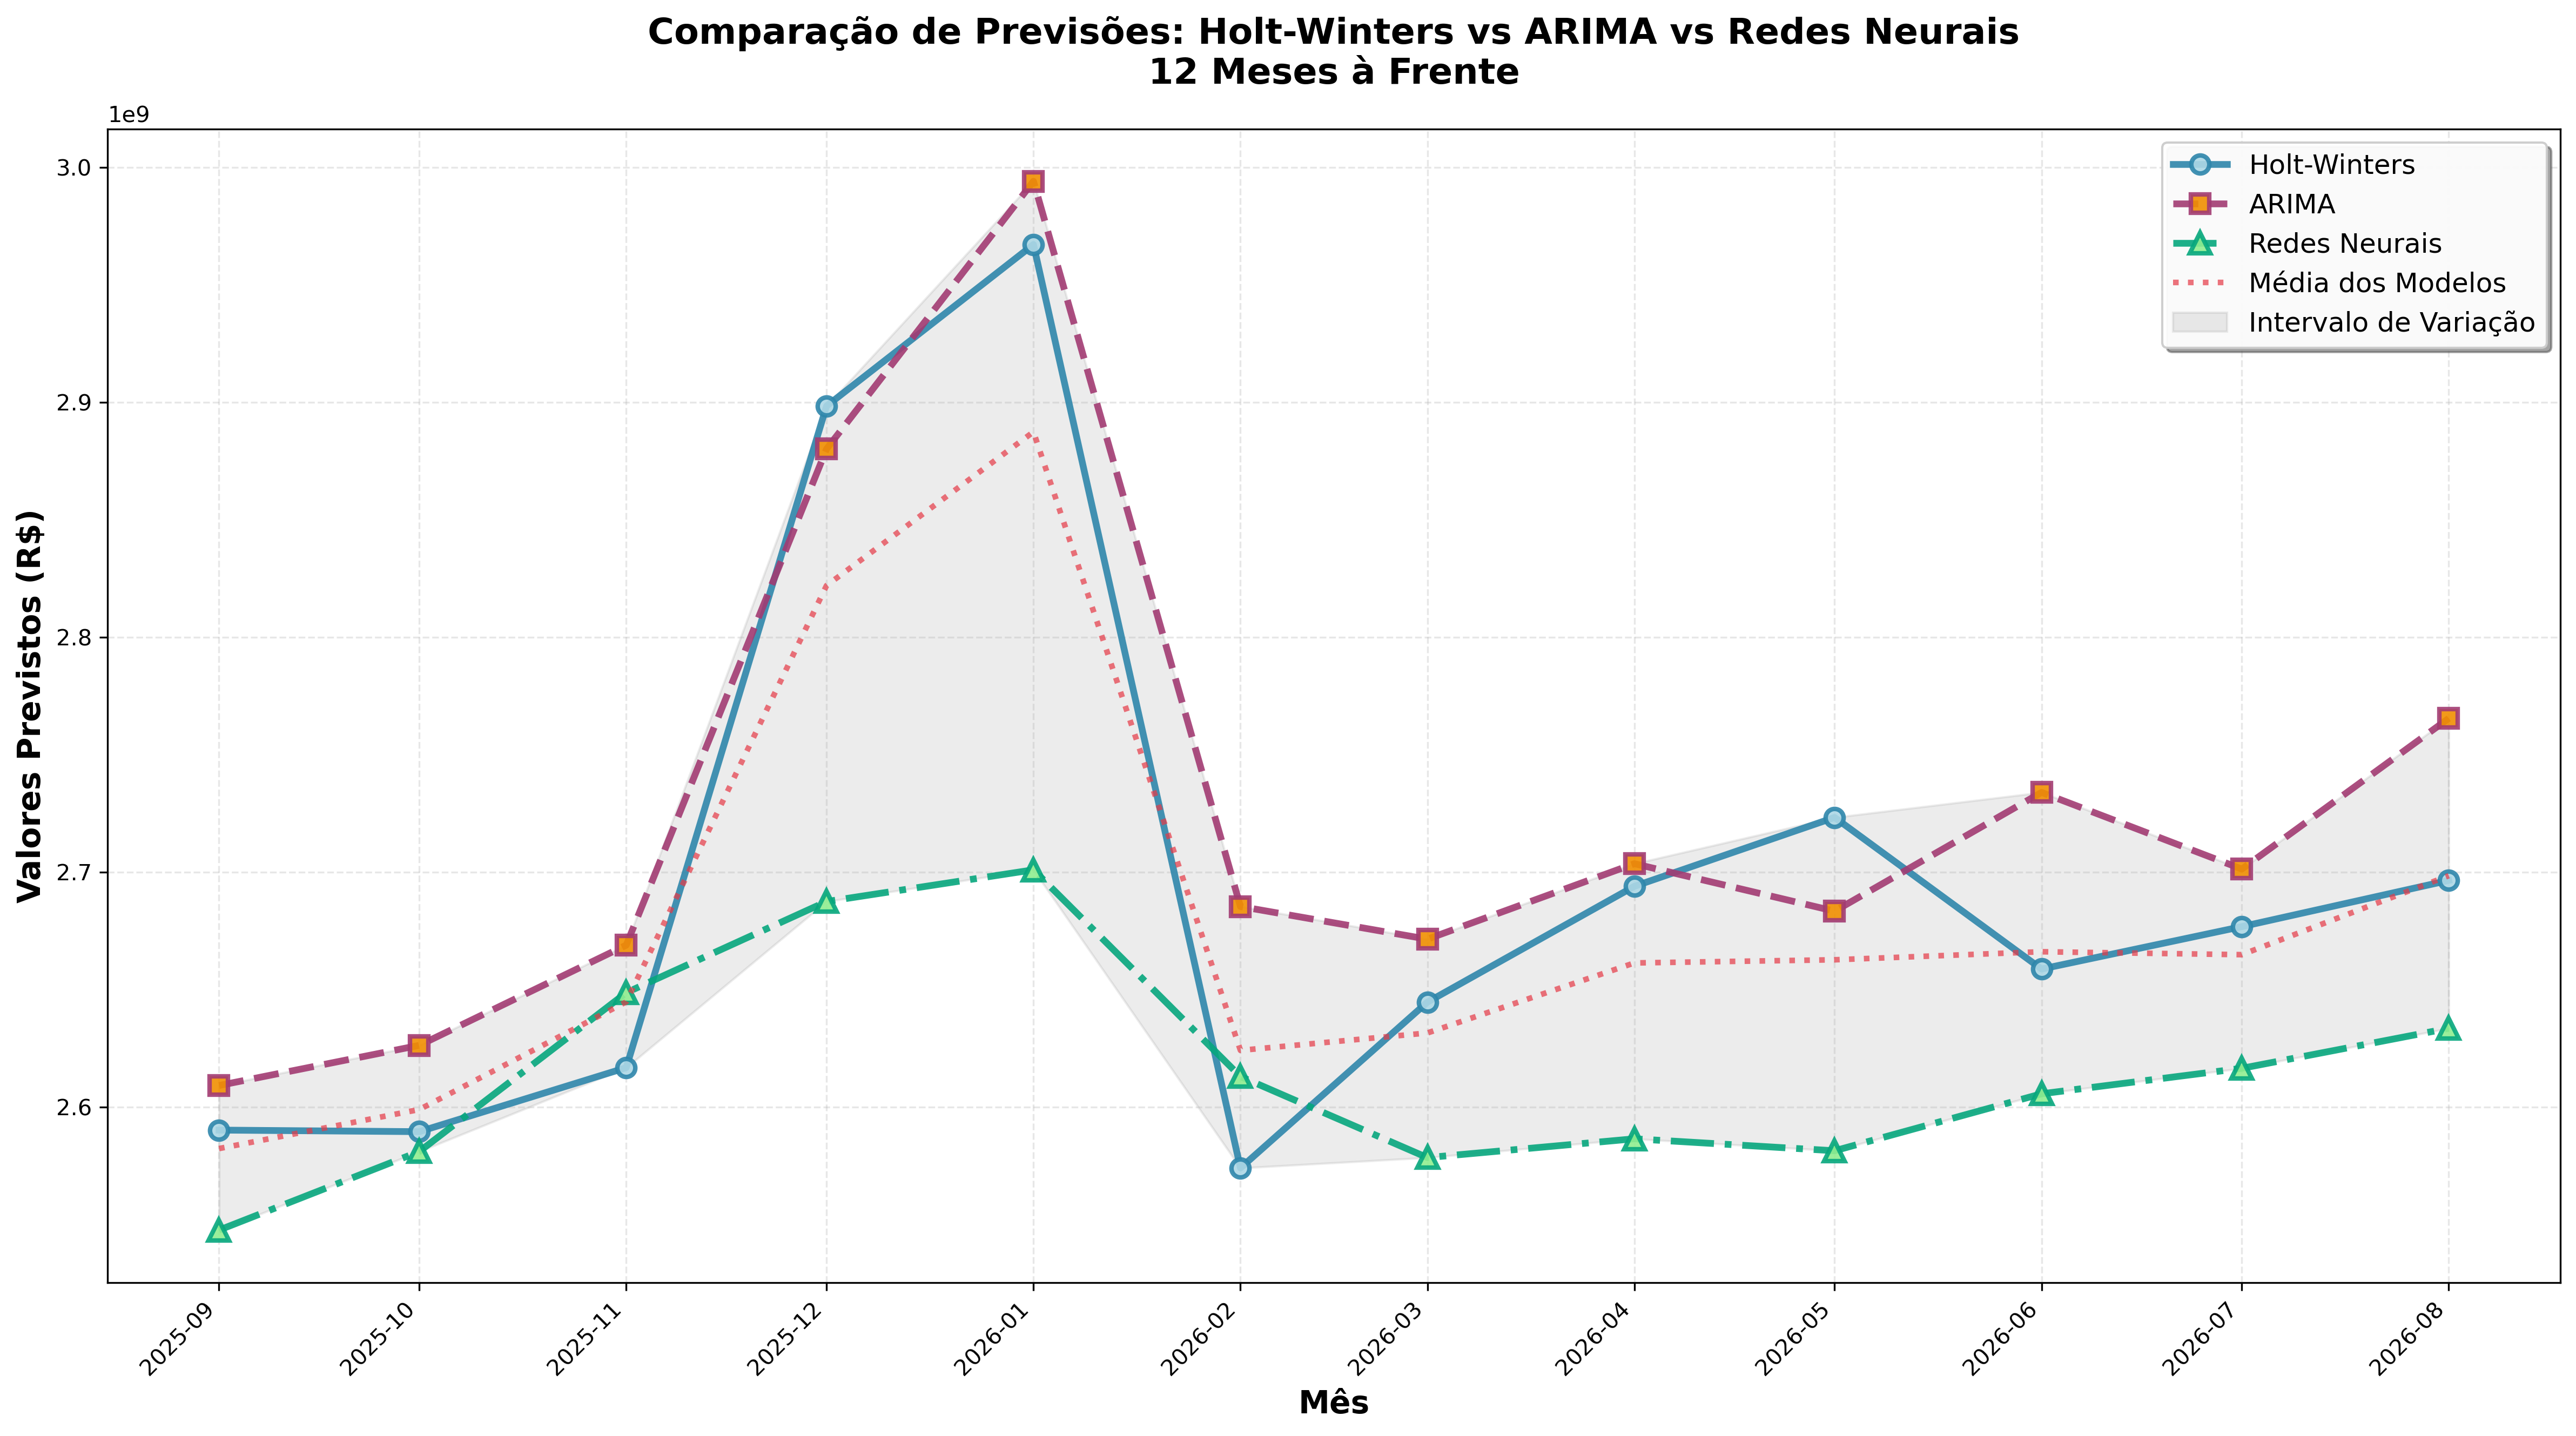 Comparação de Previsões: Holt-Winters vs ARIMA vs Redes Neurais
12 Meses à Frente
1e9
3.0
2.9
2.8
2.7
2.6
Valores Previstos (R$)
Holt-Winters
ARIMA
Redes Neurais
Média dos Modelos
Intervalo de Variação
2025-09
2025-10
2025-11
2025-12
2026-01
2026-02
2026-03
2026-04
2026-05
2026-06
2026-07
2026-08
Mês